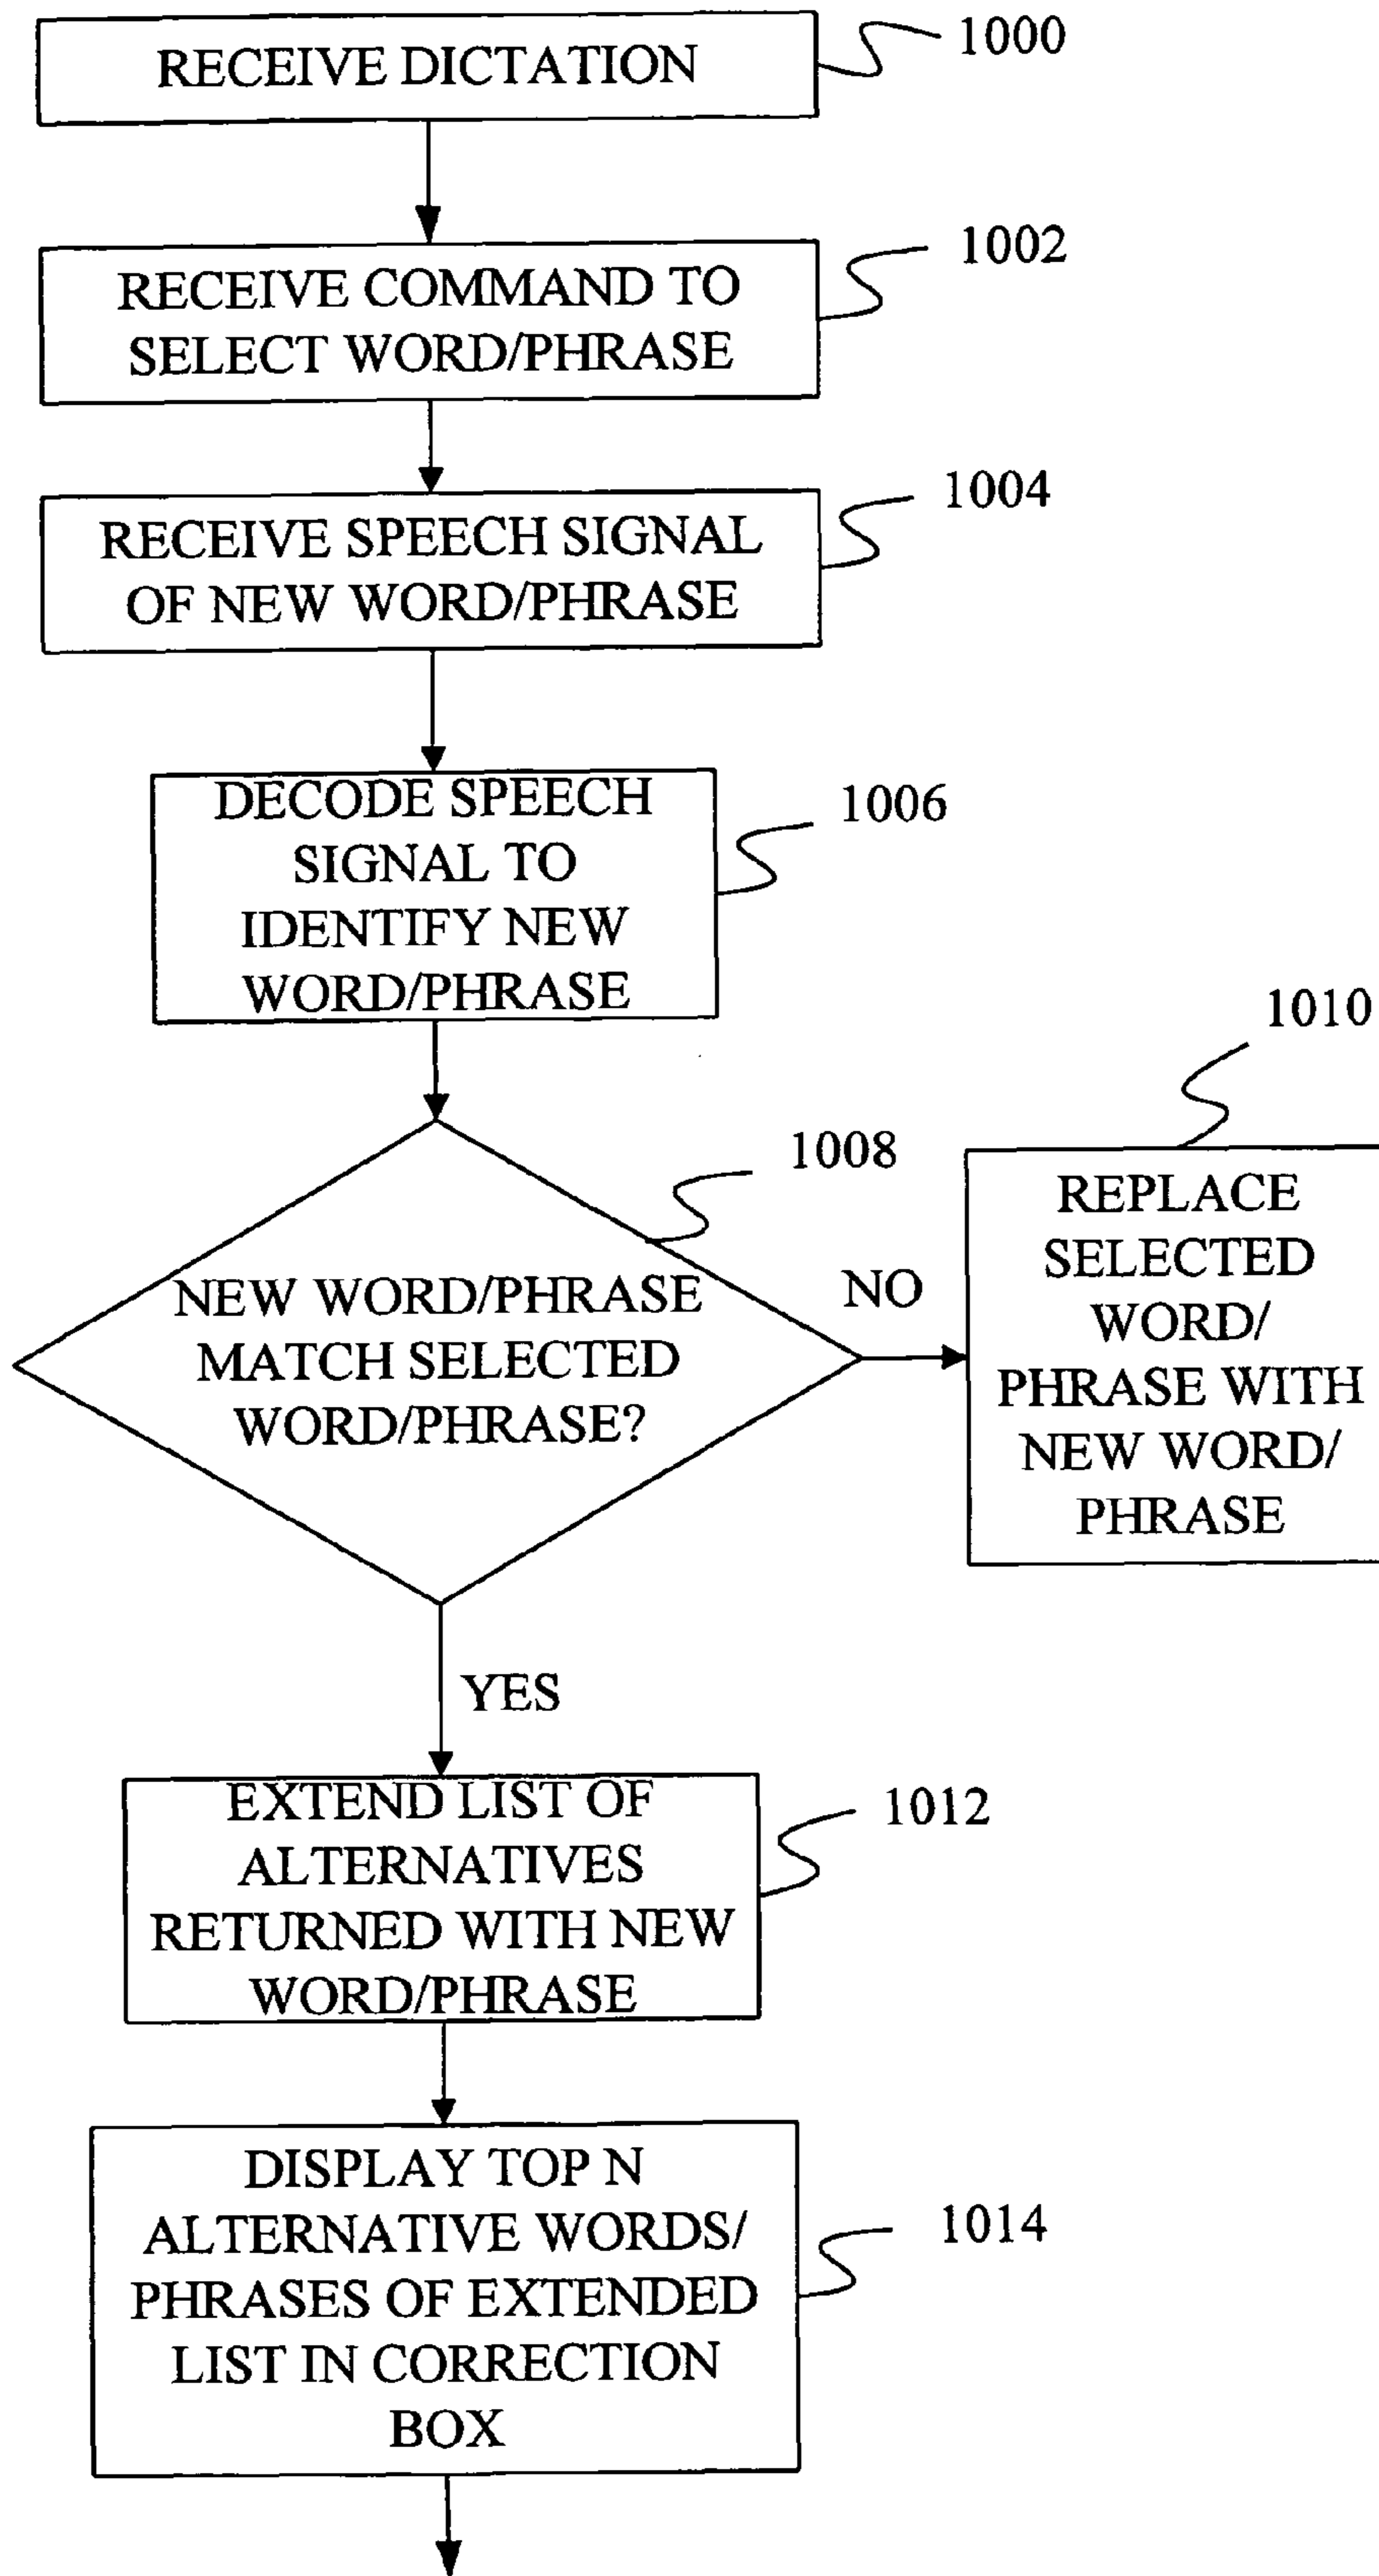 RECEIVE DICTATION
1000
RECEIVE COMMAND TO
SELECT WORD/PHRASE
1002
RECEIVE SPEECH SIGNAL
OF NEW WORD/PHRASE
1004
DECODE SPEECH
SIGNAL TO
IDENTIFY NEW
WORD/PHRASE
1006
NEW WORD/PHRASE
MATCH SELECTED
WORD/PHRASE?
1008
NO
1010
REPLACE
SELECTED
WORD/
PHRASE WITH
NEW WORD/
PHRASE
YES
EXTEND LIST OF
ALTERNATIVES
RETURNED WITH NEW
WORD/PHRASE
1012
DISPLAY TOP N
ALTERNATIVE WORDS/
PHRASES OF EXTENDED
LIST IN CORRECTION
BOX
1014